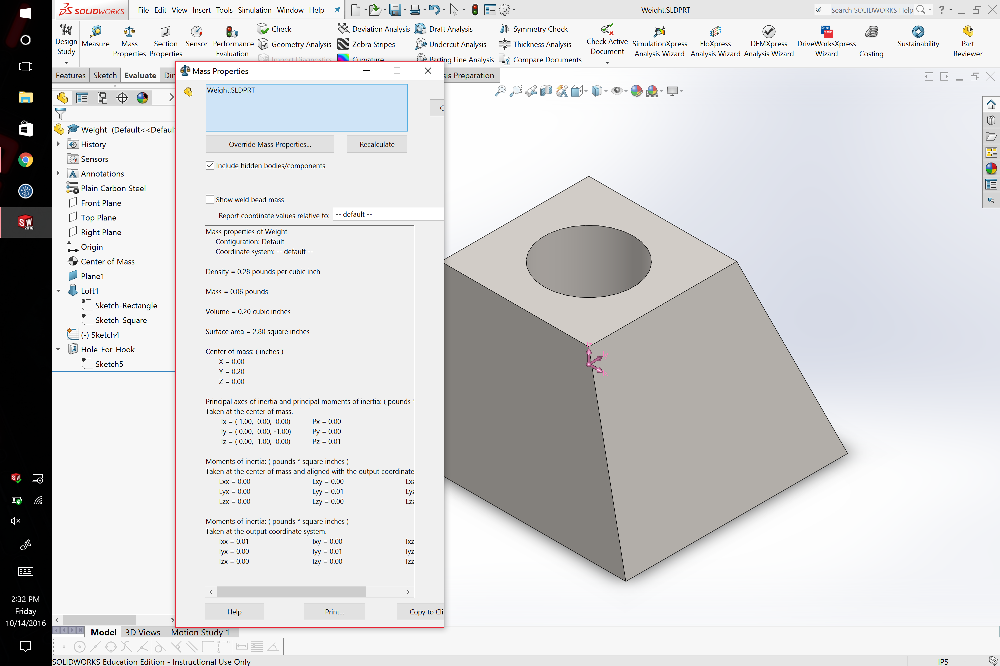 SOLIDWORKS File Edit View Insert Tools Simulation Window Help Weight.SLDPRT Search SOLIDWORKS Help ?
Design Study
Measure
Mass Properties
Section Properties
Sensor
Performance Evaluation
Check
Geometry Analysis
Import Diagnostics
Deviation Analysis
Zebra Stripes
Curvature
Draft Analysis
Undercut Analysis
Parting Line Analysis
Symmetry Check
Thickness Analysis
Compare Documents
Check Active Document
SimulationXpress Analysis Wizard
FloXpress Analysis Wizard
DFMXpress Analysis Wizard
Drive Works
DriveWorksXpress Wizard
Costing
Sustainability
Part Reviewer
Features Sketch Evaluate Dim sis Preparation
Weight (Default<<Default
History
Sensors
Annotations
Plain Carbon Steel
Front Plane
Top Plane
Right Plane
Origin
Center of Mass
Plane1
Loft1
Sketch-Rectangle
Sketch-Square
(-) Sketch4
Hole-For-Hook
Sketch5
Mass Properties
Weight.SLDPRT
Override Mass Properties... Recalculate
Include hidden bodies/components
Show weld bead mass
Report coordinate values relative to: -- default --
Mass properties of Weight
Configuration: Default
Coordinate system: -- default --
Density = 0.28 pounds per cubic inch
Mass = 0.06 pounds
Volume = 0.20 cubic inches
Surface area = 2.80 square inches
Center of mass: ( inches )
X = 0.00
Y = 0.20
Z = 0.00
Principal axes of inertia and principal moments of inertia: ( pounds *
Taken at the center of mass.
Ix = ( 1.00, 0.00, 0.00) Px = 0.00
Iy = ( 0.00, 0.00, -1.00) Py = 0.00
Iz = ( 0.00, 1.00, 0.00) Pz = 0.01
Moments of inertia: ( pounds * square inches )
Taken at the center of mass and aligned with the output coordinate
Lxx = 0.00 Lxy = 0.00 Lxz
Lyx = 0.00 Lyy = 0.01 Lyz
Lzx = 0.00 Lzy = 0.00 Lzz
Moments of inertia: ( pounds * square inches )
Taken at the output coordinate system.
Ixx = 0.01 Ixy = 0.00 Ixz
Iyx = 0.00 Iyy = 0.01 Iyz
Izx = 0.00 Izy = 0.00 Izz
Help Print... Copy to Cli
Iz
Iy
Ix
SW
2016
2:32 PM
Friday
10/14/2016
Model 3D Views Motion Study 1
SOLIDWORKS Education Edition - Instructional Use Only IPS